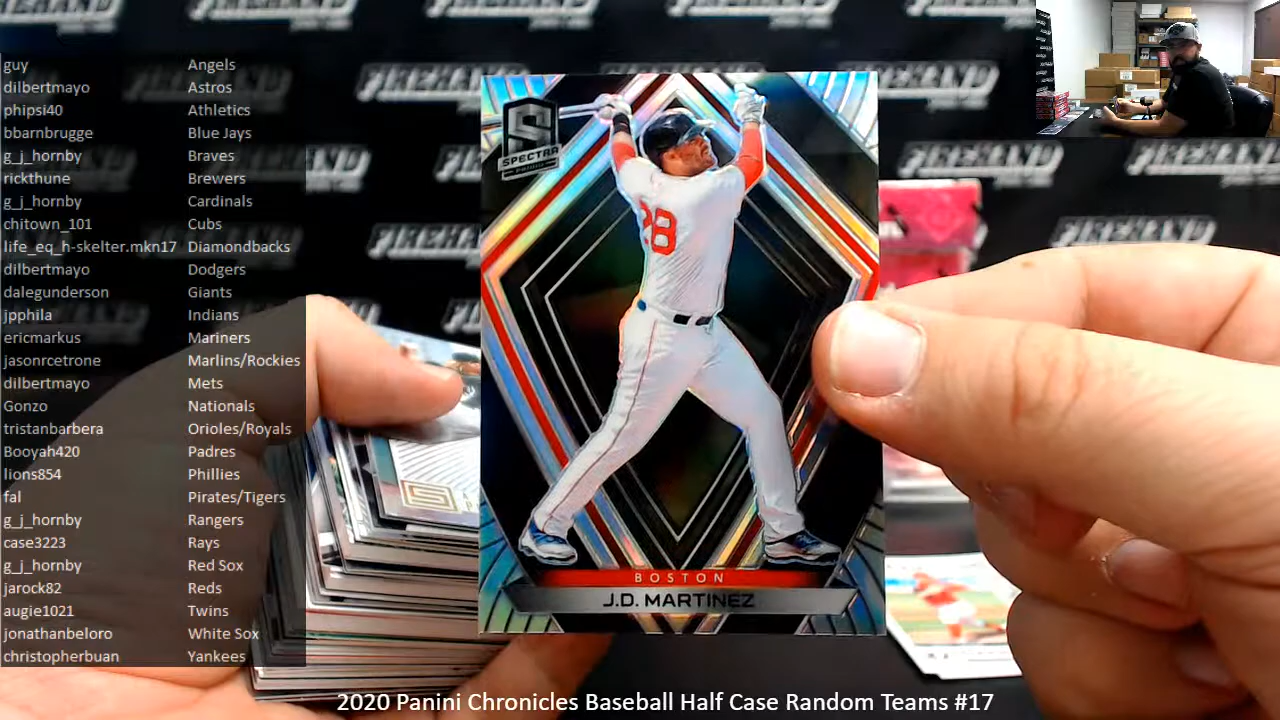 guy Angels
dilbertmayo Astros
phipsi40 Athletics
bbarnbrugge Blue Jays
g_j_hornby Braves
rickthune Brewers
g_j_hornby Cardinals
chitown_101 Cubs
life_eq_h-skelter.mkn17 Diamondbacks
dilbertmayo Dodgers
dalegunderson Giants
jpphila Indians
ericmarkus Mariners
jasonrcetrone Marlins/Rockies
dilbertmayo Mets
Gonzo Nationals
tristanbarbera Orioles/Royals
Booyah420 Padres
lions854 Phillies
fal Pirates/Tigers
g_j_hornby Rangers
case3223 Rays
g_j_hornby Red Sox
jarock82 Reds
augie1021 Twins
jonathanbeloro White Sox
christopherbuan Yankees
S
SPECTRA
28
BOSTON
J.D. MARTINEZ
FIREHAND
FIREHAND
FIREHAND
2020 Panini Chronicles Baseball Half Case Random Teams #17